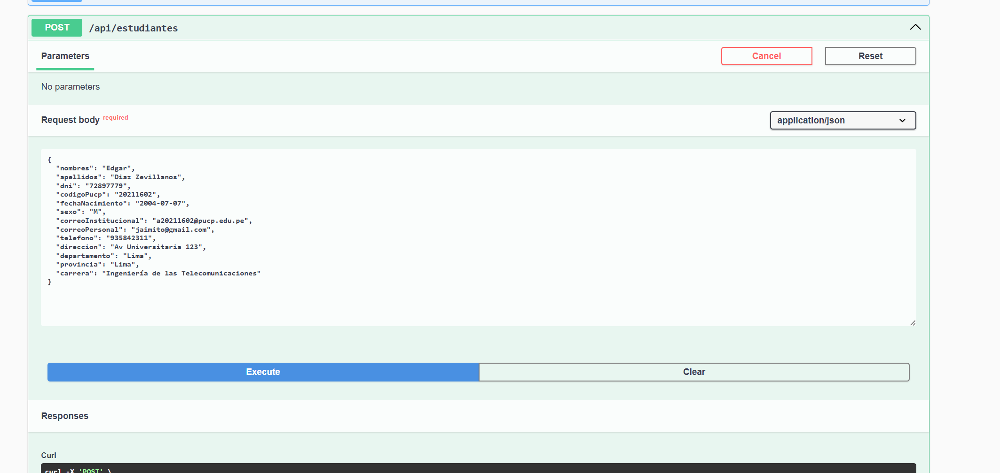 POST /api/estudiantes
Parameters
Cancel
Reset
No parameters
Request body required
application/json
{
  "nombres": "Edgar",
  "apellidos": "Diaz Zevillanos",
  "dni": "72897779",
  "codigoPucp": "20211602",
  "fechaNacimiento": "2004-07-07",
  "sexo": "M",
  "correoInstitucional": "a20211602@pucp.edu.pe",
  "correoPersonal": "jaimito@gmail.com",
  "telefono": "935842311",
  "direccion": "Av Universitaria 123",
  "departamento": "Lima",
  "provincia": "Lima",
  "carrera": "Ingeniería de las Telecomunicaciones"
}
Execute
Clear
Responses
Curl
curl -X 'POST' \